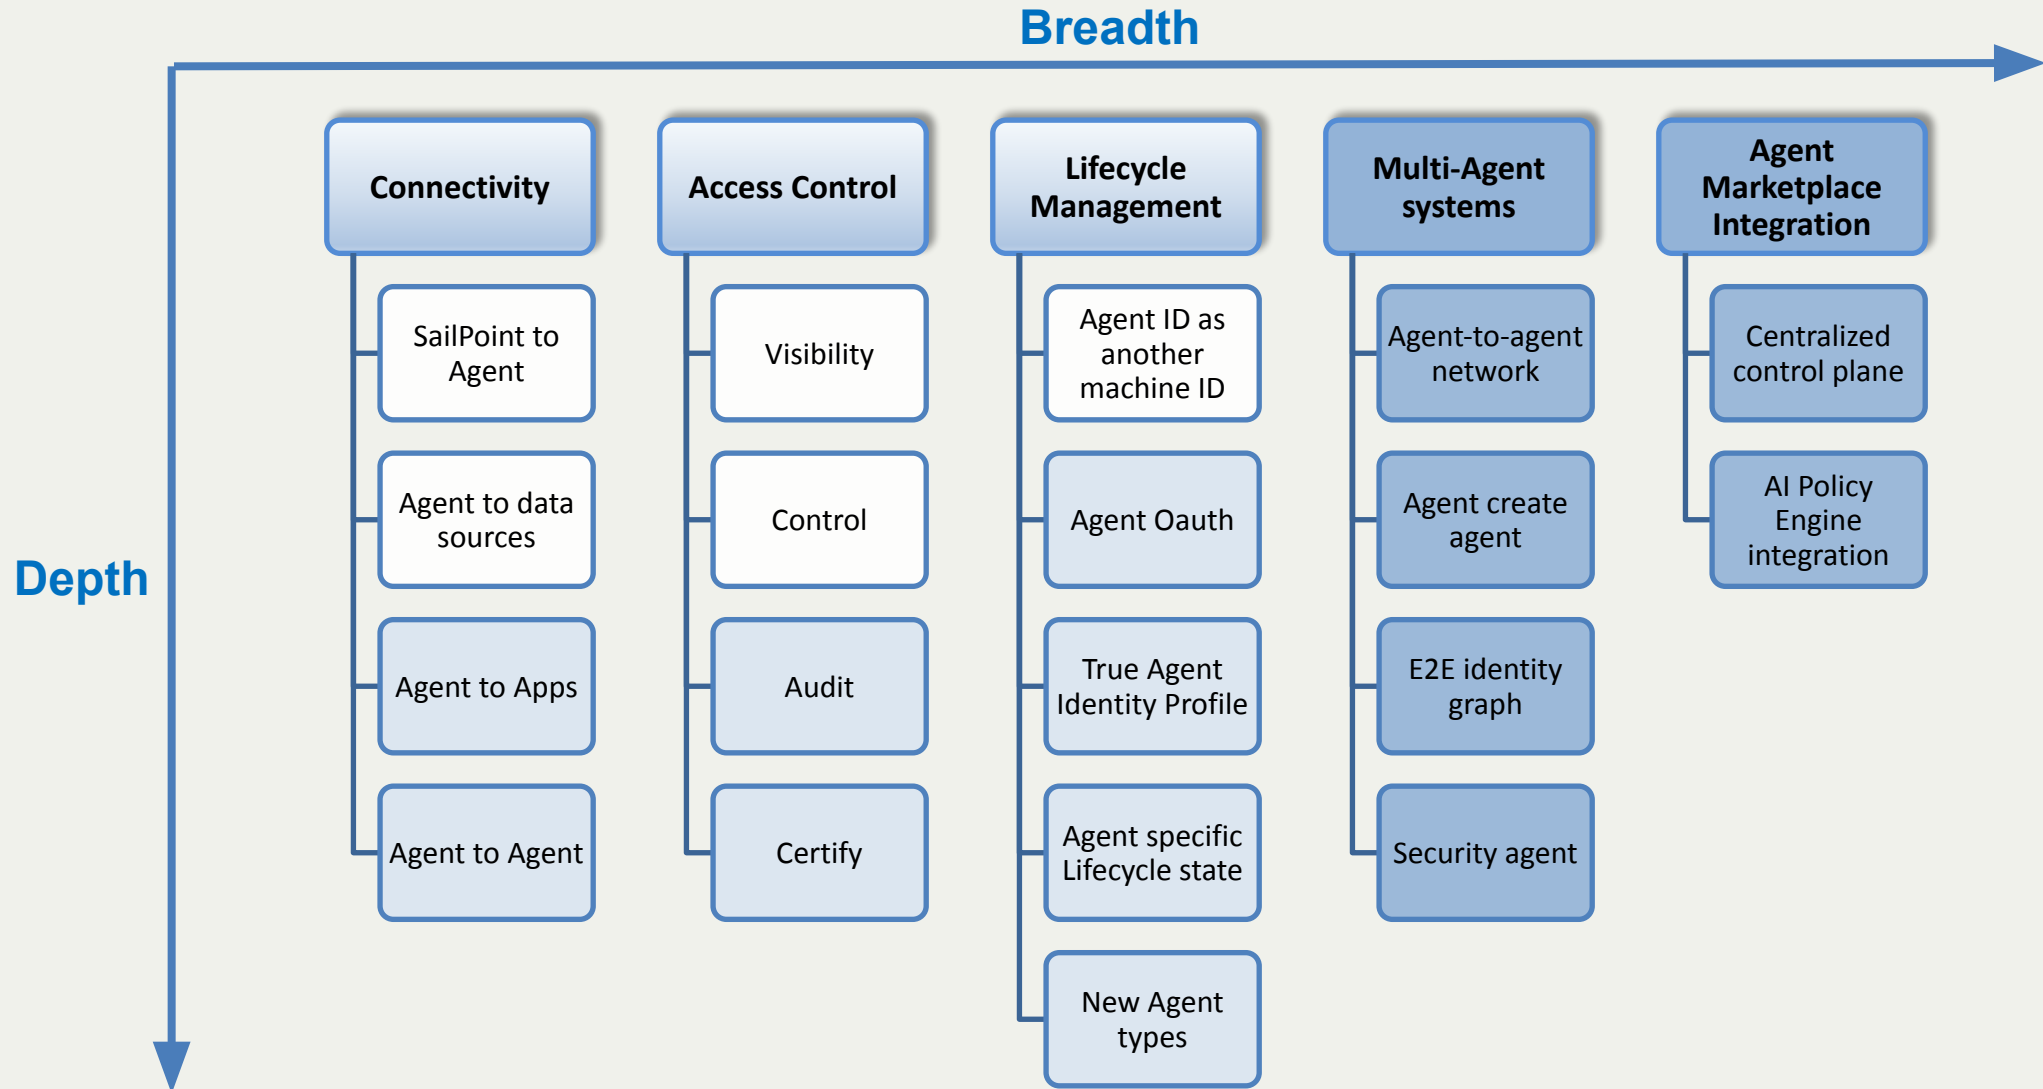 Breadth
Depth
Connectivity
SailPoint to
Agent
Agent to data
sources
Agent to Apps
Agent to Agent
Access Control
Visibility
Control
Audit
Certify
Lifecycle
Management
Agent ID as
another
machine ID
Agent Oauth
True Agent
Identity Profile
Agent specific
Lifecycle state
New Agent
types
Multi-Agent
systems
Agent-to-agent
network
Agent create
agent
E2E identity
graph
Security agent
Agent
Marketplace
Integration
Centralized
control plane
AI Policy
Engine
integration